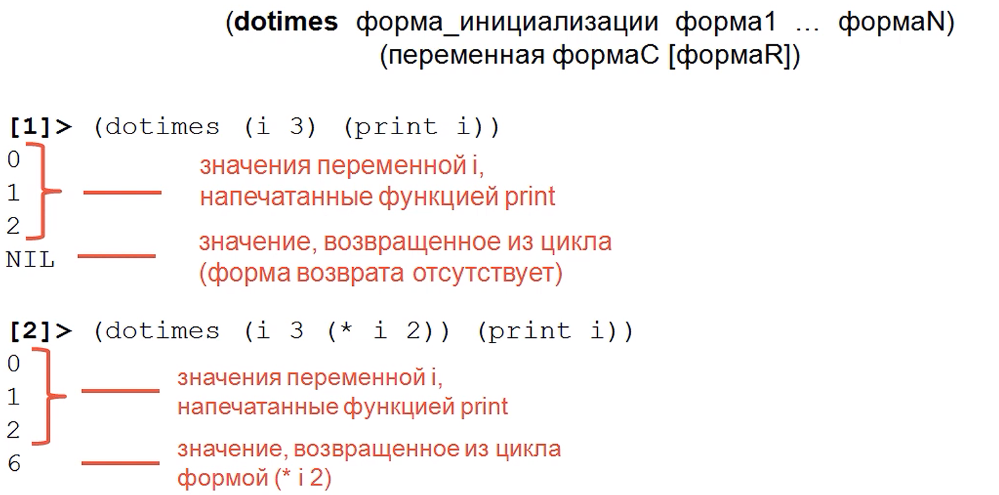 (dotimes форма_инициализации форма1 ... формаN)
(переменная формаC [формаR])
[1]> (dotimes (i 3) (print i))
0
1
2
NIL
значения переменной i,
напечатанные функцией print
значение, возвращенное из цикла
(форма возврата отсутствует)
[2]> (dotimes (i 3 (* i 2)) (print i))
0
1
2
6
значения переменной i,
напечатанные функцией print
значение, возвращенное из цикла
формой (* i 2)